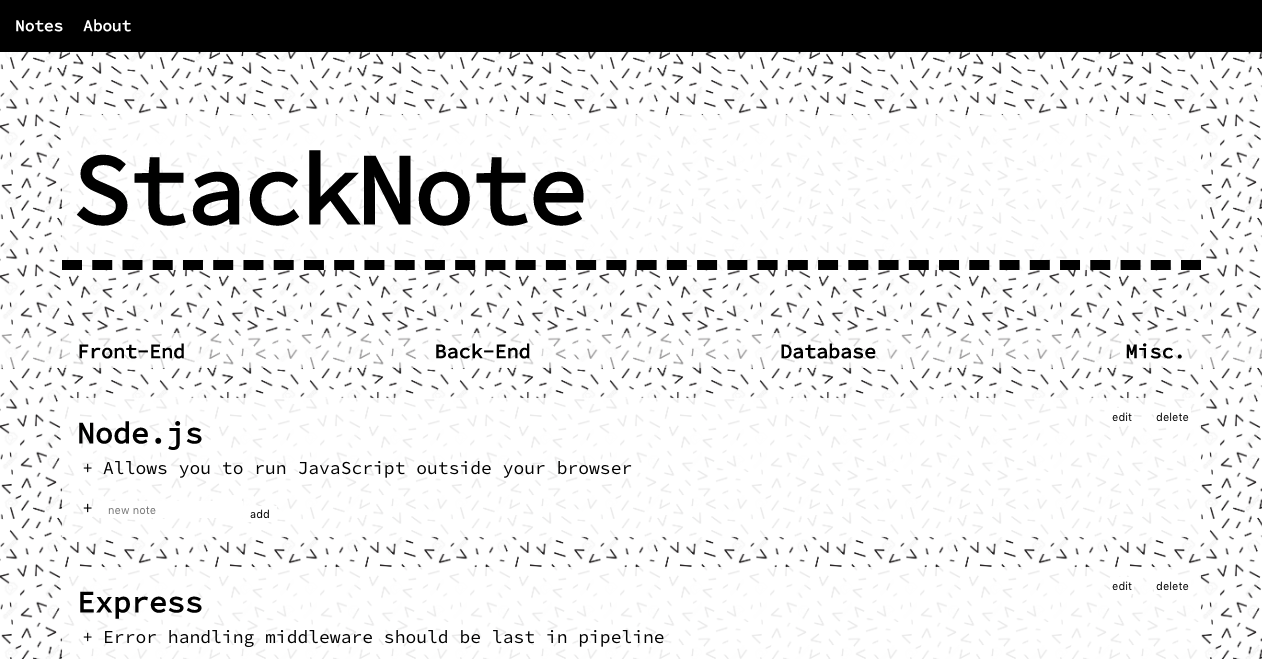 Notes About
StackNote
Front-End Back-End Database Misc.
edit delete
Node.js
+ Allows you to run JavaScript outside your browser
+ new note add
edit delete
Express
+ Error handling middleware should be last in pipeline